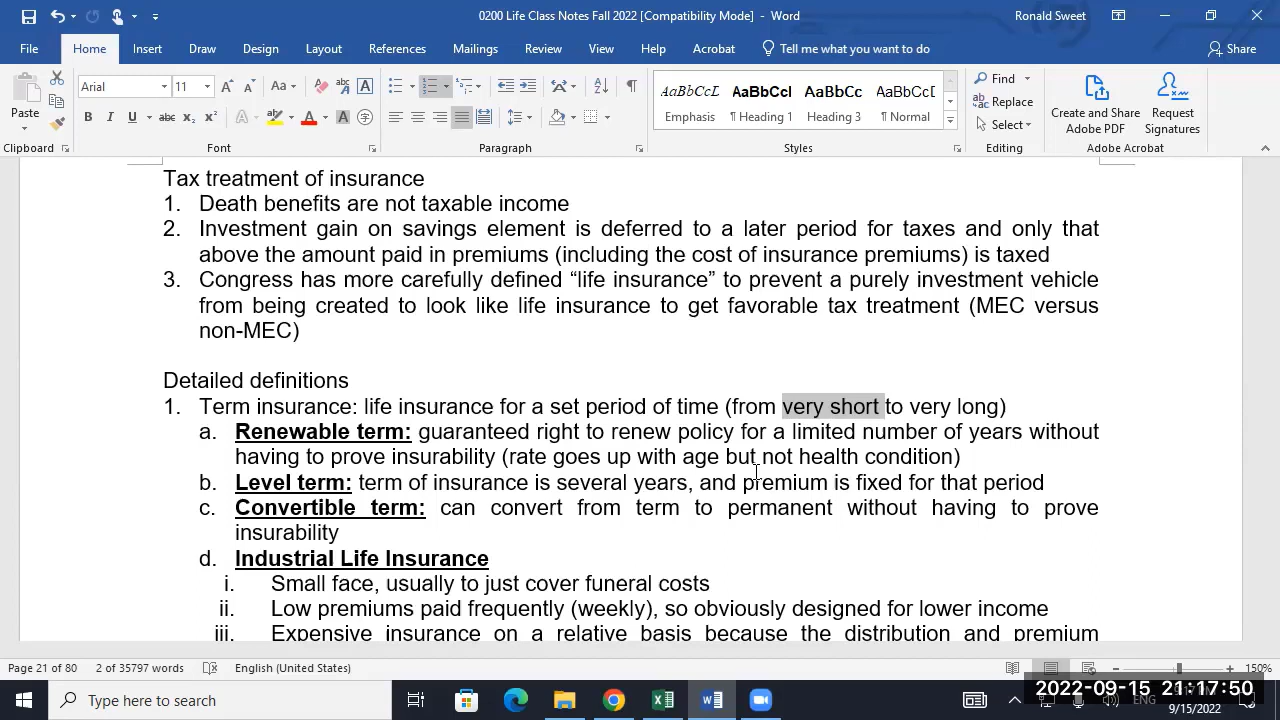 0200 Life Class Notes Fall 2022 [Compatibility Mode] - Word
Ronald Sweet
File Home Insert Draw Design Layout References Mailings Review View Help Acrobat Tell me what you want to do Share
Arial 11 Find
Paste Replace Create and Share Request
AaBbCcL AaBbCcI AaBbCc AaBbCcI
Emphasis ¶ Heading 1 Heading 3 ¶ Normal Select Adobe PDF Signatures
Clipboard Font Paragraph Styles Editing Adobe Acrobat
Tax treatment of insurance
1. Death benefits are not taxable income
2. Investment gain on savings element is deferred to a later period for taxes and only that
above the amount paid in premiums (including the cost of insurance premiums) is taxed
3. Congress has more carefully defined “life insurance” to prevent a purely investment vehicle
from being created to look like life insurance to get favorable tax treatment (MEC versus
non-MEC)
Detailed definitions
1. Term insurance: life insurance for a set period of time (from very short to very long)
a. Renewable term: guaranteed right to renew policy for a limited number of years without
having to prove insurability (rate goes up with age but not health condition)
b. Level term: term of insurance is several years, and premium is fixed for that period
c. Convertible term: can convert from term to permanent without having to prove
insurability
d. Industrial Life Insurance
i. Small face, usually to just cover funeral costs
ii. Low premiums paid frequently (weekly), so obviously designed for lower income
iii. Expensive insurance on a relative basis because the distribution and premium
Page 21 of 80 2 of 35797 words English (United States) 150%
Type here to search
2022-09-15 21:17:50
ENG
9/15/2022